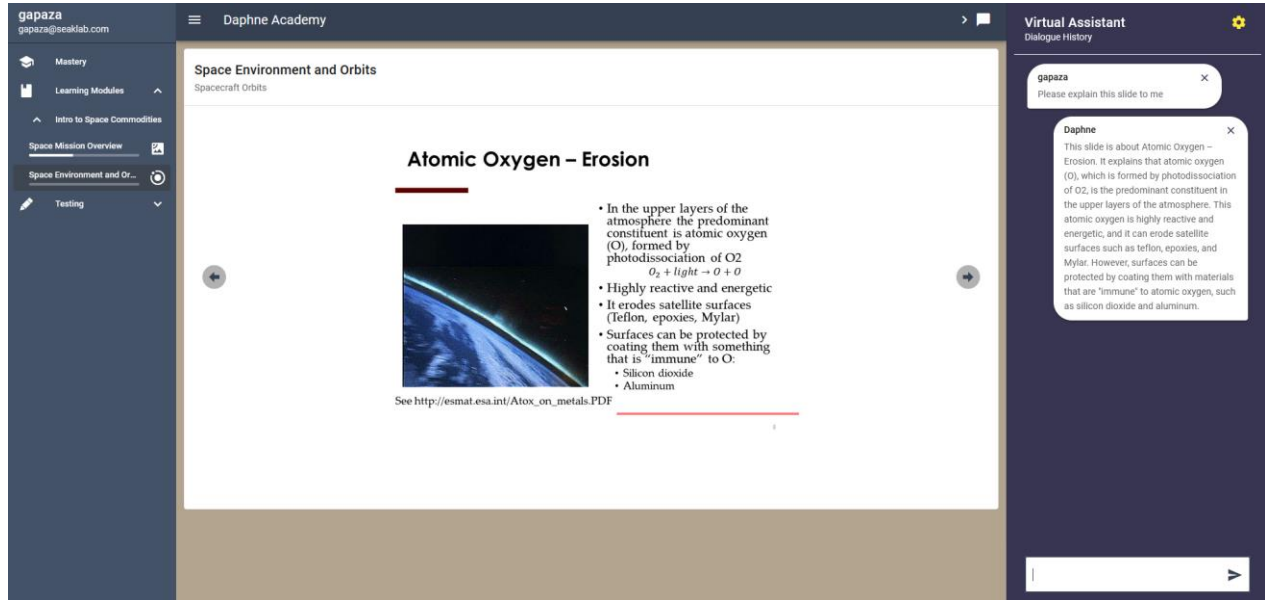 gapaza
gapaza@seaklab.com
Mastery
Learning Modules
Intro to Space Commodities
Space Mission Overview
Space Environment and Or...
Testing
Daphne Academy
Space Environment and Orbits
Spacecraft Orbits
Atomic Oxygen – Erosion
• In the upper layers of the
atmosphere the predominant
constituent is atomic oxygen
(O), formed by
photodissociation of O2
O₂ + light → O + O
• Highly reactive and energetic
• It erodes satellite surfaces
(Teflon, epoxies, Mylar)
• Surfaces can be protected by
coating them with something
that is “immune” to O:
• Silicon dioxide
• Aluminum
See http://esmat.esa.int/Atox_on_metals.PDF
Virtual Assistant
Dialogue History
gapaza
Please explain this slide to me
Daphne
This slide is about Atomic Oxygen –
Erosion. It explains that atomic oxygen
(O), which is formed by photodissociation
of O2, is the predominant constituent in
the upper layers of the atmosphere. This
atomic oxygen is highly reactive and
energetic, and it can erode satellite
surfaces such as teflon, epoxies, and
Mylar. However, surfaces can be
protected by coating them with materials
that are "immune" to atomic oxygen, such
as silicon dioxide and aluminum.